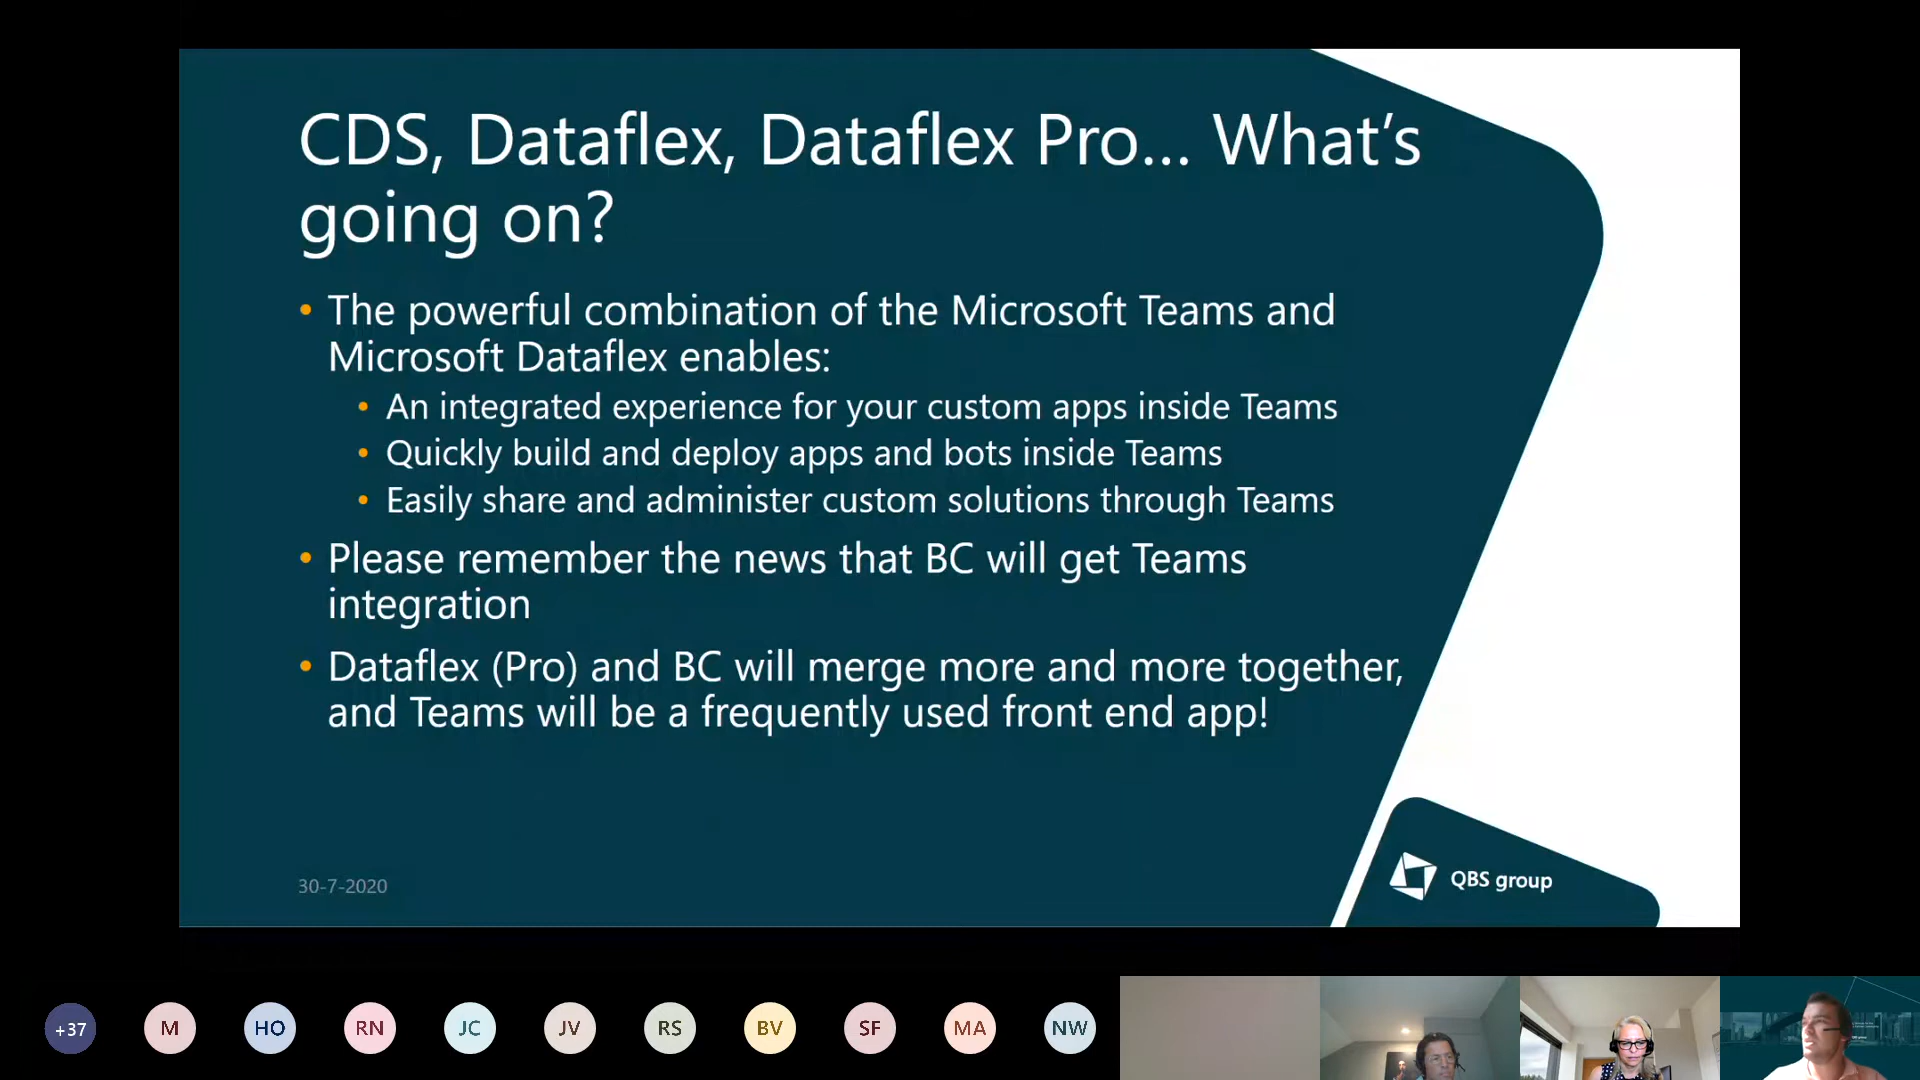 CDS, Dataflex, Dataflex Pro... What's
going on?
• The powerful combination of the Microsoft Teams and
Microsoft Dataflex enables:
• An integrated experience for your custom apps inside Teams
• Quickly build and deploy apps and bots inside Teams
• Easily share and administer custom solutions through Teams
• Please remember the news that BC will get Teams
integration
• Dataflex (Pro) and BC will merge more and more together,
and Teams will be a frequently used front end app!
30-7-2020
QBS group
+37 M HO RN JC JV RS BV SF MA NW